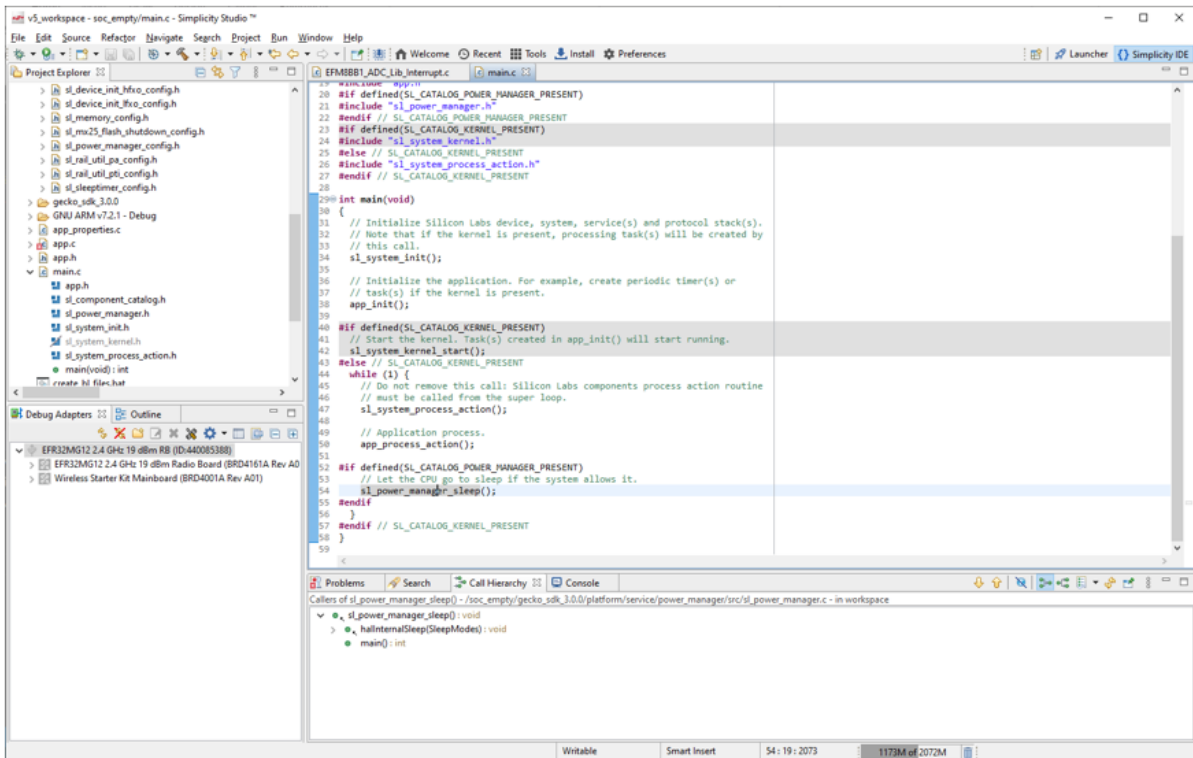 v5_workspace - soc_empty/main.c - Simplicity Studio ™
File Edit Source Refactor Navigate Search Project Run Window Help
Welcome Recent Tools Install Preferences Launcher Simplicity IDE
Project Explorer
sl_device_init_hfxo_config.h
sl_device_init_lfxo_config.h
sl_memory_config.h
sl_mx25_flash_shutdown_config.h
sl_power_manager_config.h
sl_rail_util_pa_config.h
sl_rail_util_pti_config.h
sl_sleeptimer_config.h
gecko_sdk_3.0.0
GNU ARM v7.2.1 - Debug
app_properties.c
app.c
app.h
main.c
app.h
sl_component_catalog.h
sl_power_manager.h
sl_system_init.h
sl_system_kernel.h
sl_system_process_action.h
main(void) : int
create_bl_files.bat
Debug Adapters Outline
EFR32MG12 2.4 GHz 19 dBm RB (ID:440085388)
EFR32MG12 2.4 GHz 19 dBm Radio Board (BRD4161A Rev A0
Wireless Starter Kit Mainboard (BRD4001A Rev A01)
EFM8BB1_ADC_Lib_Interrupt.c main.c
19 #include "app.h"
20 #if defined(SL_CATALOG_POWER_MANAGER_PRESENT)
21 #include "sl_power_manager.h"
22 #endif // SL_CATALOG_POWER_MANAGER_PRESENT
23 #if defined(SL_CATALOG_KERNEL_PRESENT)
24 #include "sl_system_kernel.h"
25 #else // SL_CATALOG_KERNEL_PRESENT
26 #include "sl_system_process_action.h"
27 #endif // SL_CATALOG_KERNEL_PRESENT
28
29 int main(void)
30 {
31 // Initialize Silicon Labs device, system, service(s) and protocol stack(s).
32 // Note that if the kernel is present, processing task(s) will be created by
33 // this call.
34 sl_system_init();
35
36 // Initialize the application. For example, create periodic timer(s) or
37 // task(s) if the kernel is present.
38 app_init();
39
40 #if defined(SL_CATALOG_KERNEL_PRESENT)
41 // Start the kernel. Task(s) created in app_init() will start running.
42 sl_system_kernel_start();
43 #else // SL_CATALOG_KERNEL_PRESENT
44 while (1) {
45 // Do not remove this call: Silicon Labs components process action routine
46 // must be called from the super loop.
47 sl_system_process_action();
48
49 // Application process.
50 app_process_action();
51
52 #if defined(SL_CATALOG_POWER_MANAGER_PRESENT)
53 // Let the CPU go to sleep if the system allows it.
54 sl_power_manager_sleep();
55 #endif
56 }
57 #endif // SL_CATALOG_KERNEL_PRESENT
58 }
59
Problems Search Call Hierarchy Console
Callers of sl_power_manager_sleep() - /soc_empty/gecko_sdk_3.0.0/platform/service/power_manager/src/sl_power_manager.c - in workspace
sl_power_manager_sleep() : void
halInternalSleep(SleepModes) : void
main() : int
Writable Smart Insert 54 : 19 : 2073 1173M of 2072M